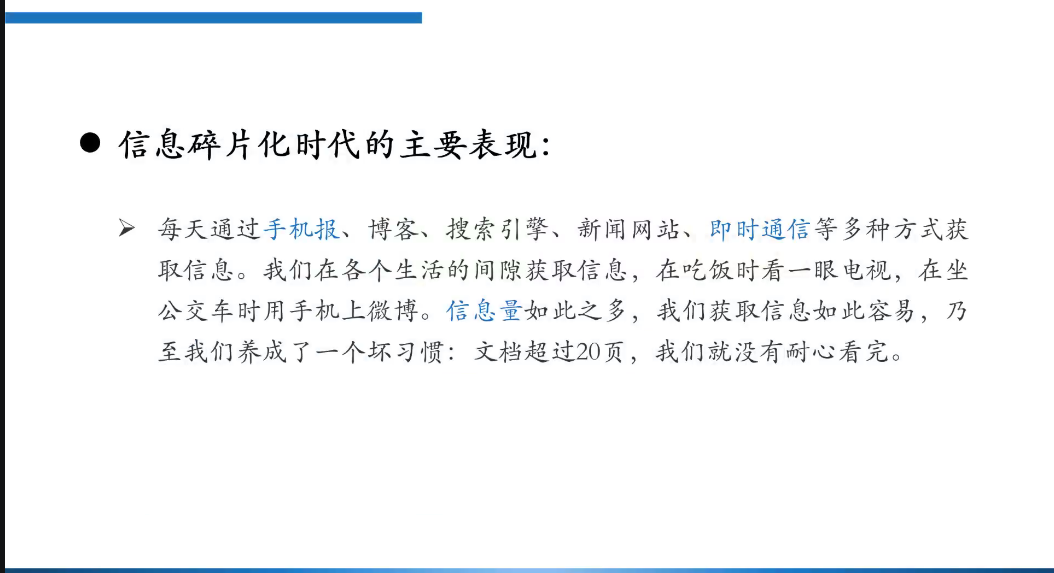 ● 信息碎片化时代的主要表现：
➢ 每天通过手机报、博客、搜索引擎、新闻网站、即时通信等多种方式获
取信息。我们在各个生活的间隙获取信息，在吃饭时看一眼电视，在坐
公交车时用手机上微博。信息量如此之多，我们获取信息如此容易，乃
至我们养成了一个坏习惯：文档超过20页，我们就没有耐心看完。